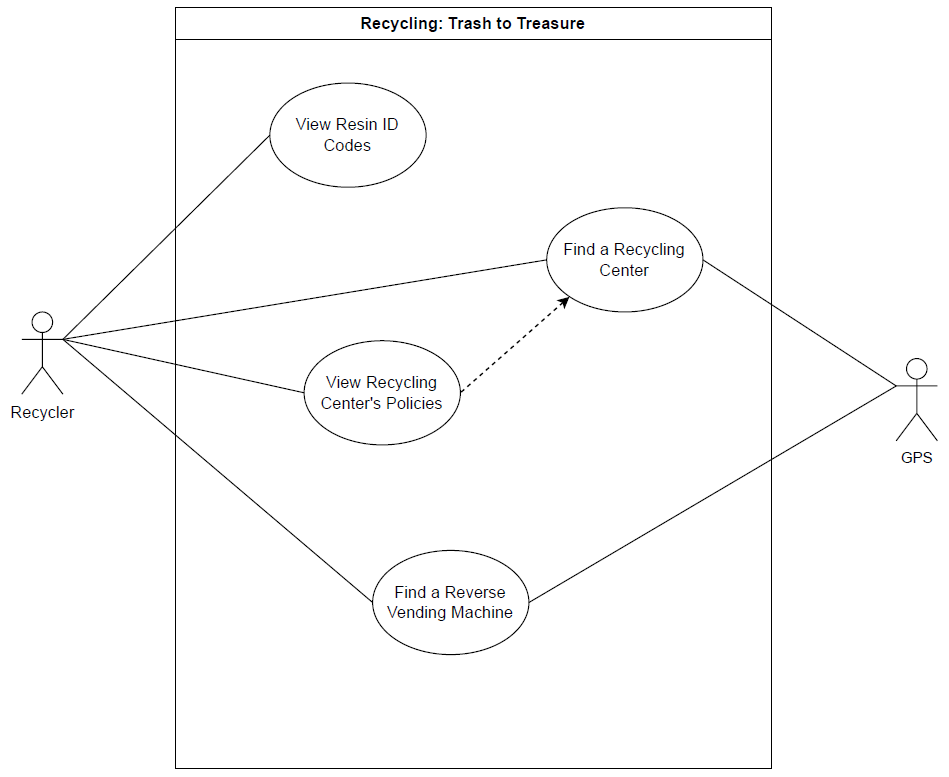 Recycling: Trash to Treasure
View Resin ID
Codes
Find a Recycling
Center
View Recycling
Center's Policies
Recycler
GPS
Find a Reverse
Vending Machine